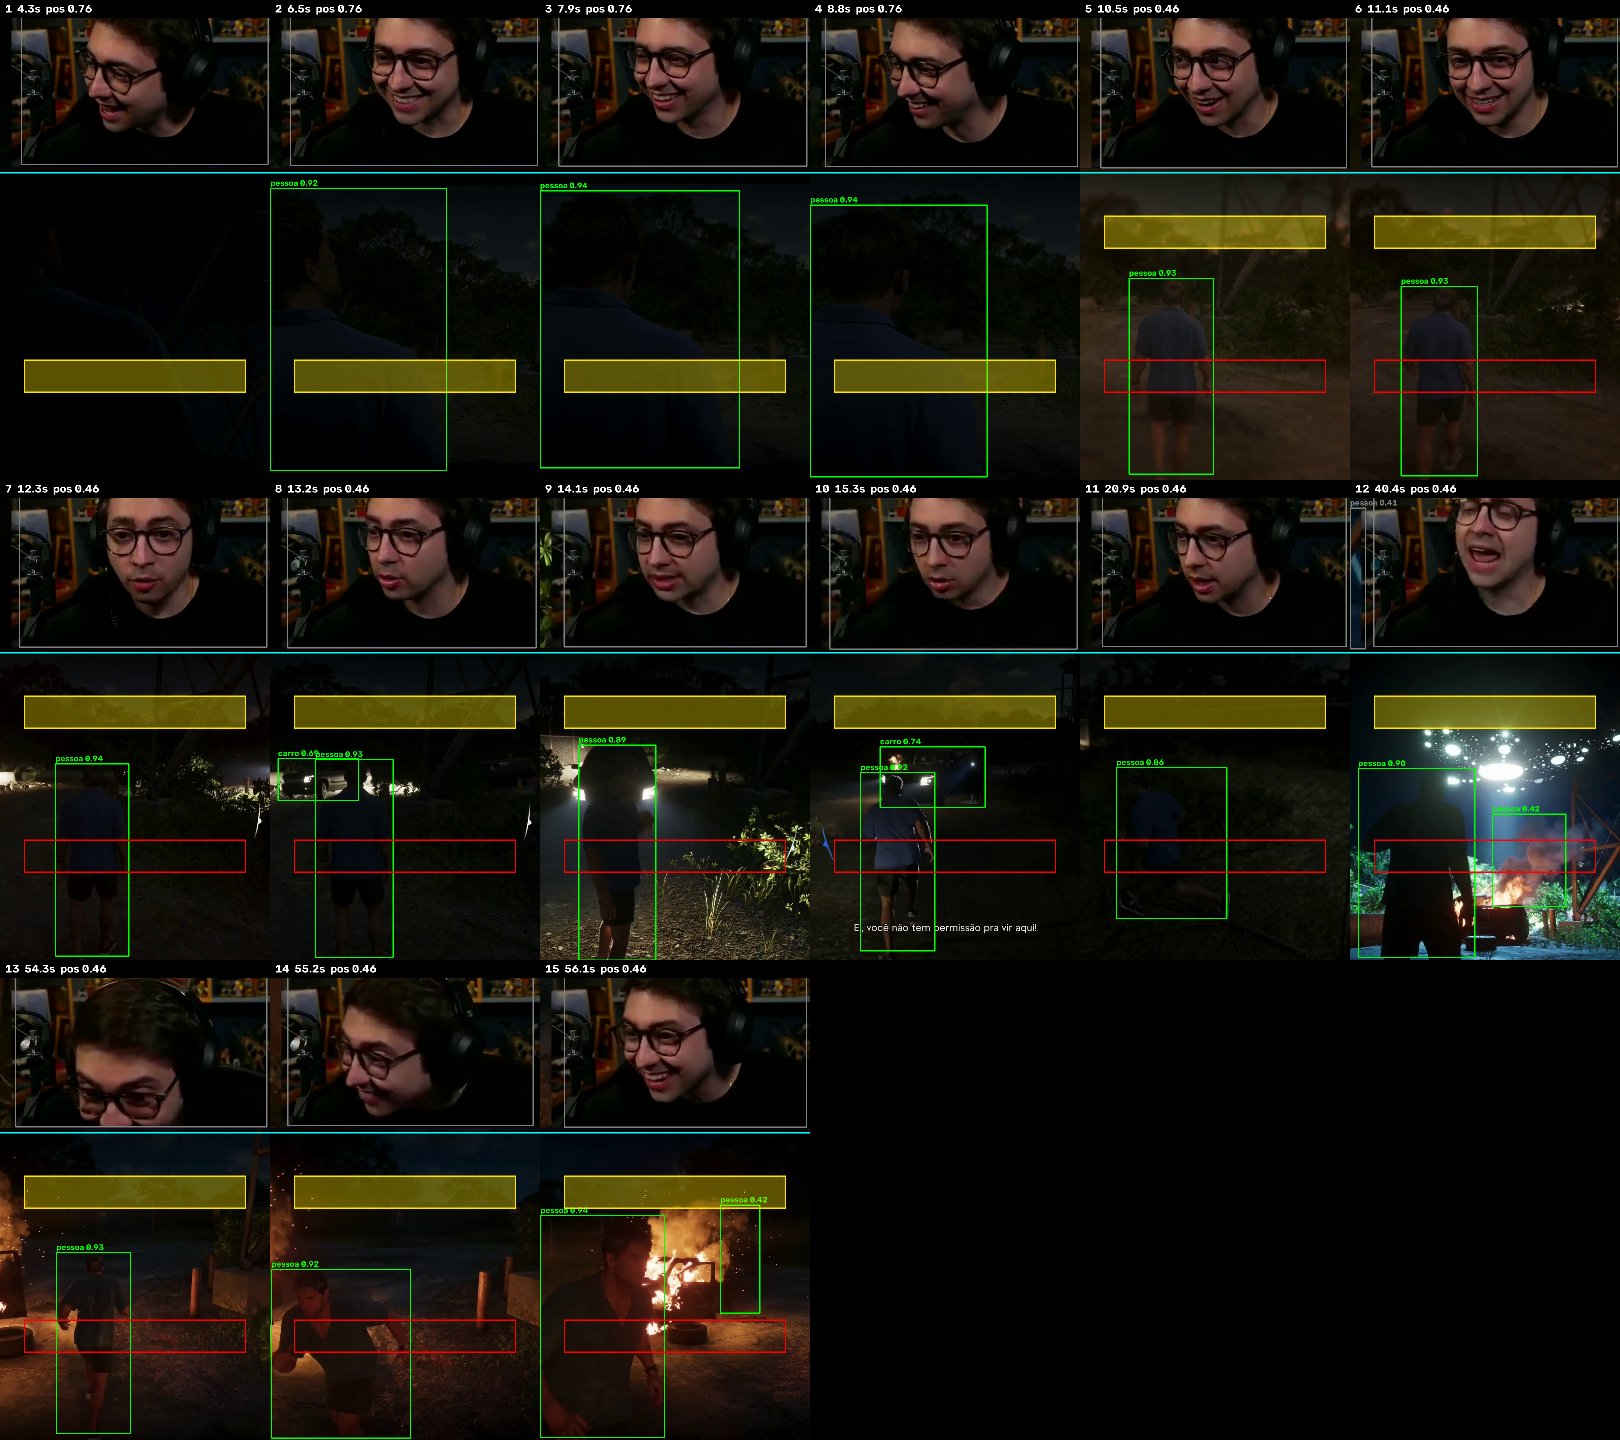 1 4.3s pos 0.76
2 6.5s pos 0.76
3 7.9s pos 0.76
4 8.8s pos 0.76
5 10.5s pos 0.46
6 11.1s pos 0.46
pessoa 0.92
pessoa 0.94
pessoa 0.94
pessoa 0.93
pessoa 0.93
7 12.3s pos 0.46
8 13.2s pos 0.46
9 14.1s pos 0.46
10 15.3s pos 0.46
11 20.9s pos 0.46
12 40.4s pos 0.46
pessoa 0.41
pessoa 0.94
carro 0.69
pessoa 0.93
pessoa 0.89
carro 0.74
pessoa 0.92
pessoa 0.86
pessoa 0.90
pessoa 0.42
Ei, você não tem permissão pra vir aqui!
13 54.3s pos 0.46
14 55.2s pos 0.46
15 56.1s pos 0.46
pessoa 0.93
pessoa 0.92
pessoa 0.94
pessoa 0.42